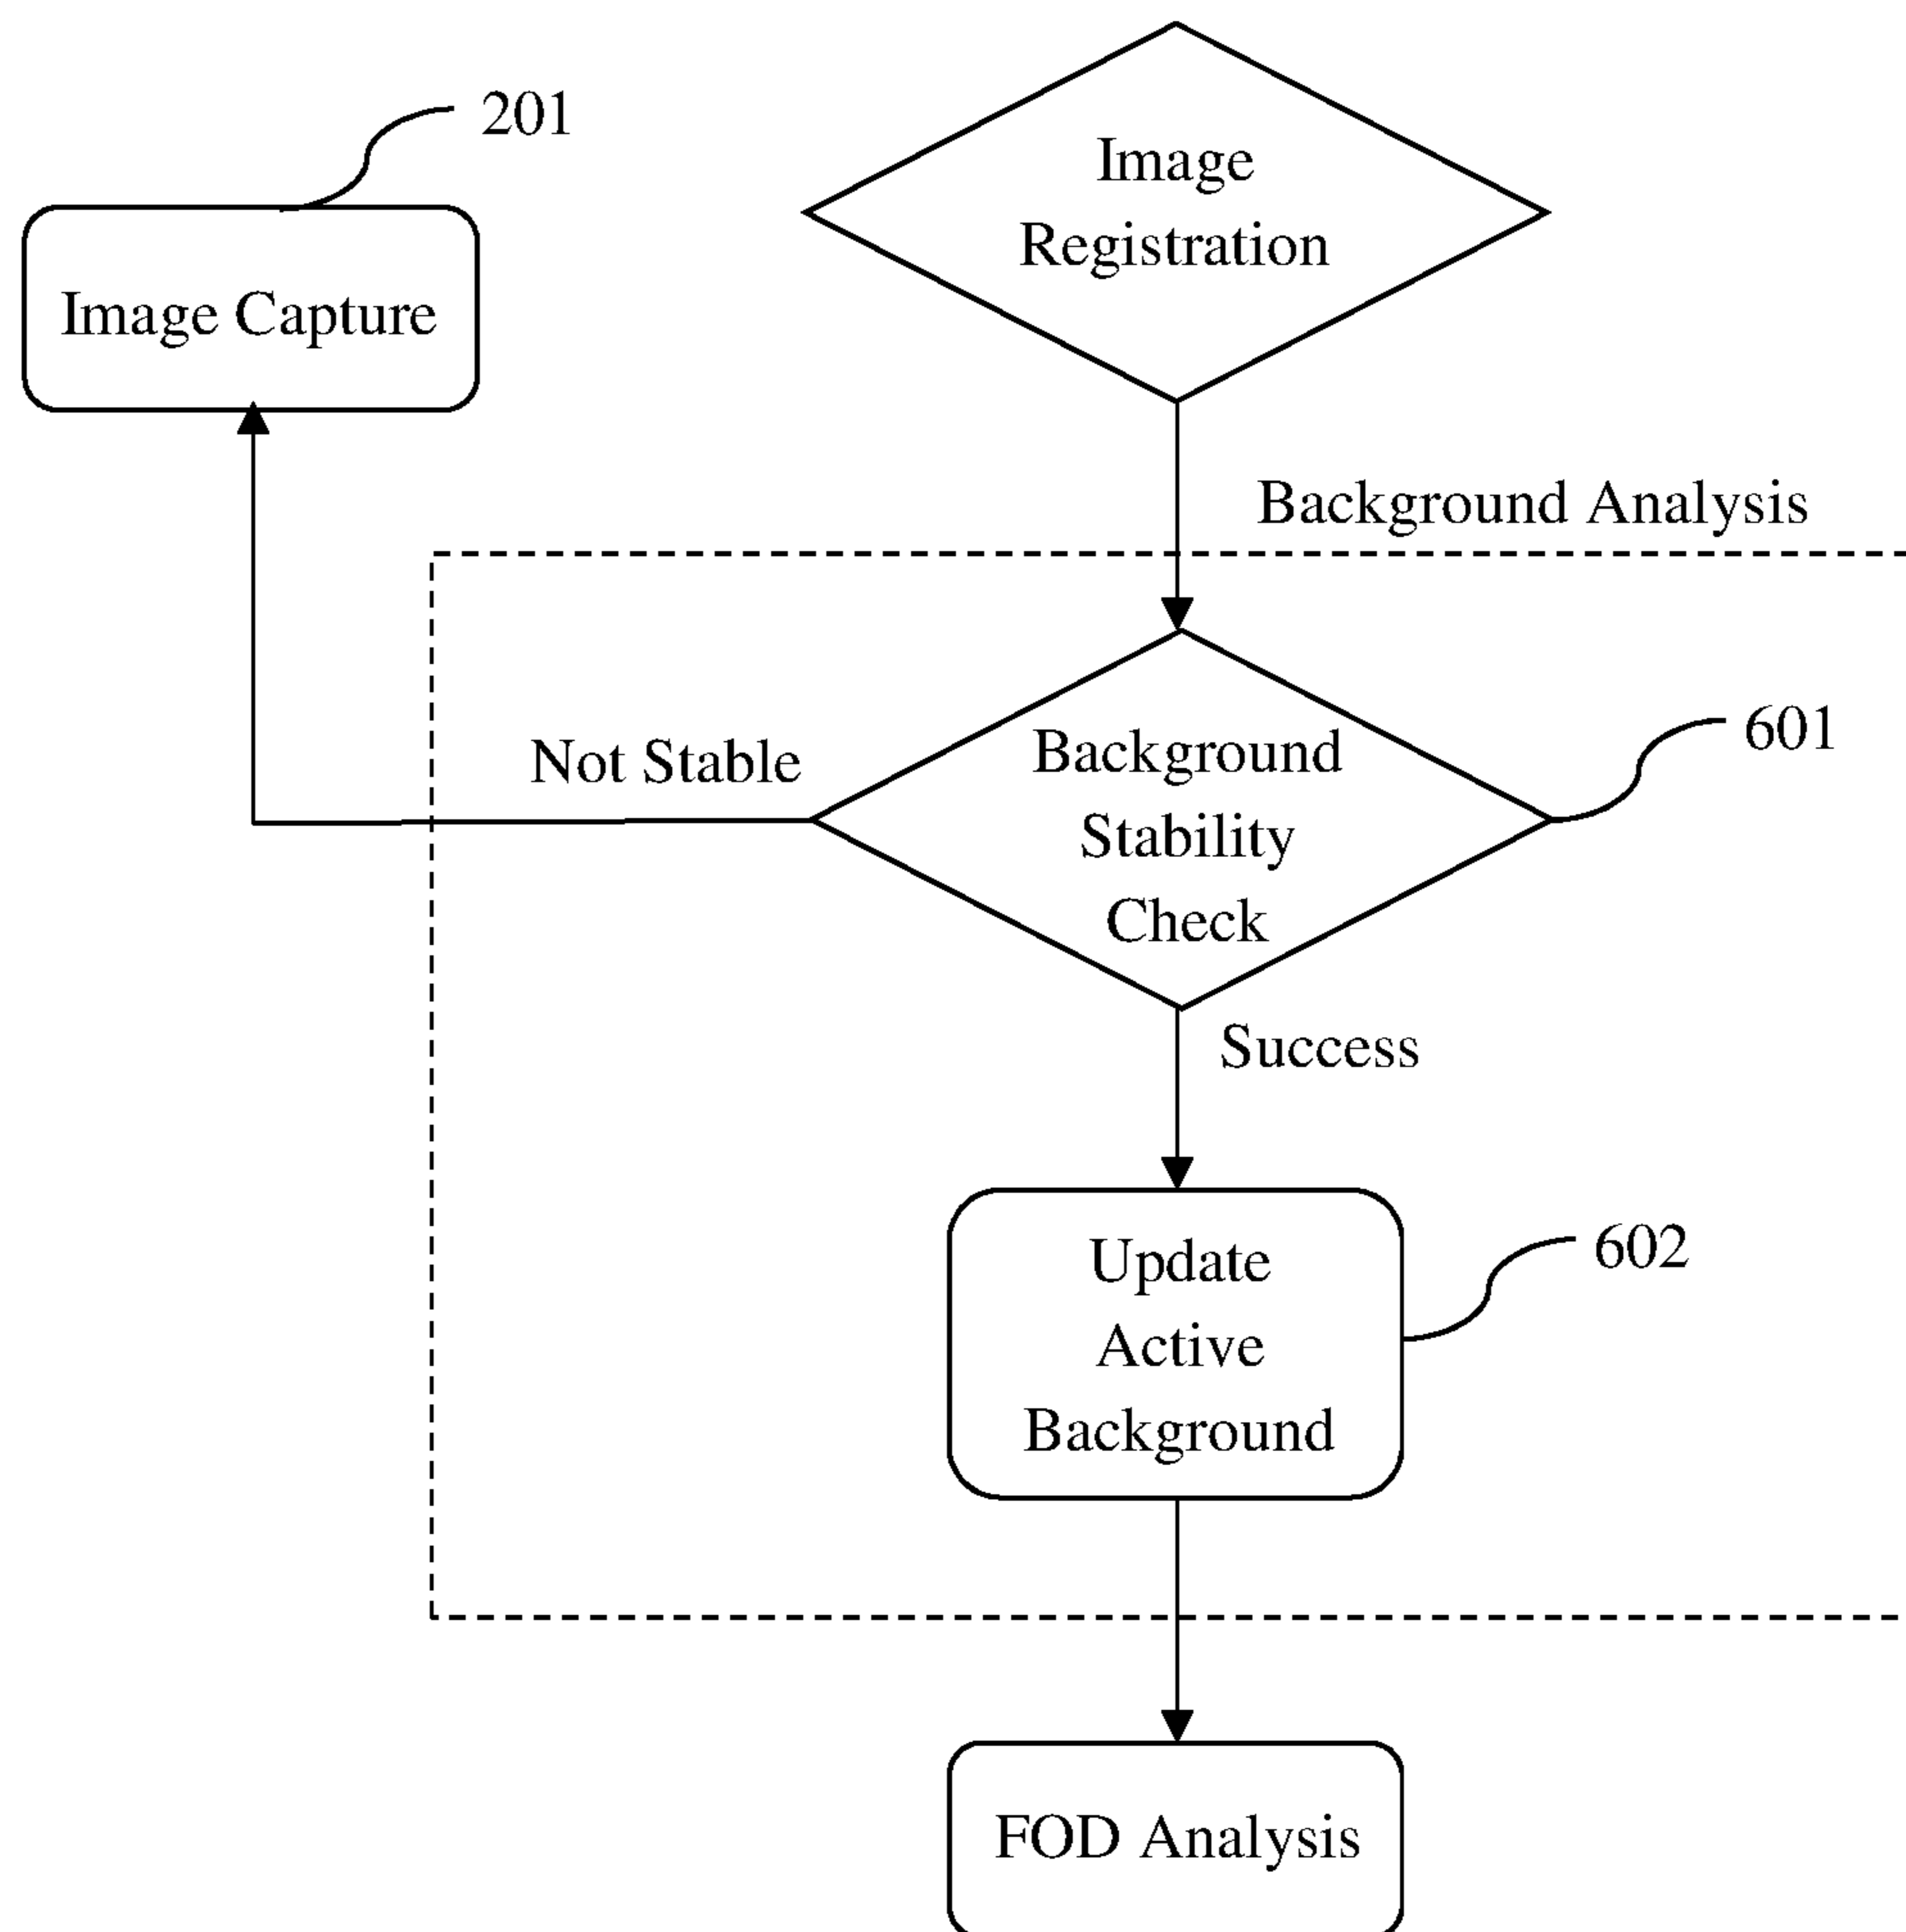 201
Image
Registration
Image Capture
Background Analysis
Not Stable
Background
Stability
Check
601
Success
Update
Active
Background
602
FOD Analysis